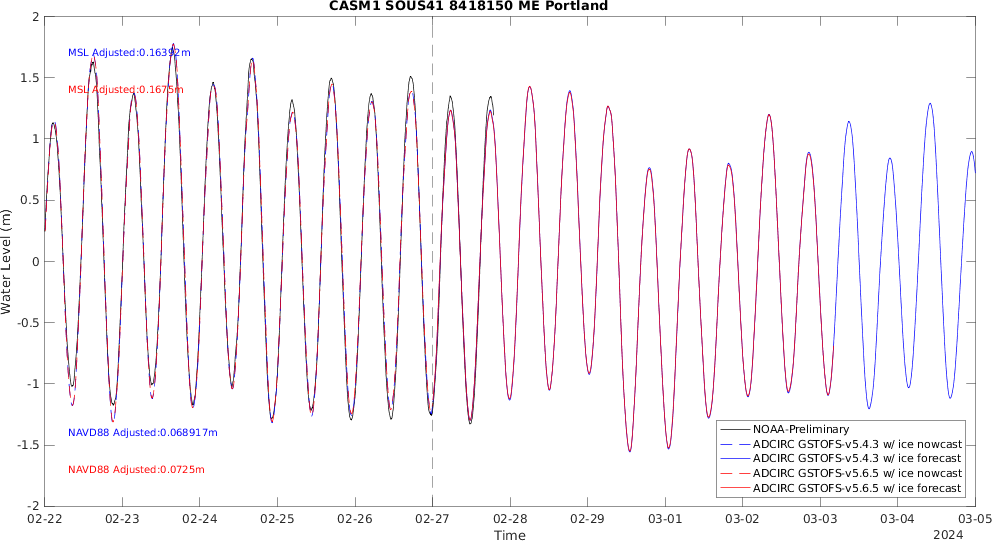 CASM1 SOUS41 8418150 ME Portland
2
MSL Adjusted:0.16392m
1.5
MSL Adjusted:0.1675m
1
0.5
0
-0.5
-1
-1.5
-2
Water Level (m)
NAVD88 Adjusted:0.068917m
NAVD88 Adjusted:0.0725m
NOAA-Preliminary
ADCIRC GSTOFS-v5.4.3 w/ ice nowcast
ADCIRC GSTOFS-v5.4.3 w/ ice forecast
ADCIRC GSTOFS-v5.6.5 w/ ice nowcast
ADCIRC GSTOFS-v5.6.5 w/ ice forecast
02-22 02-23 02-24 02-25 02-26 02-27 02-28 02-29 03-01 03-02 03-03 03-04 03-05
Time
2024